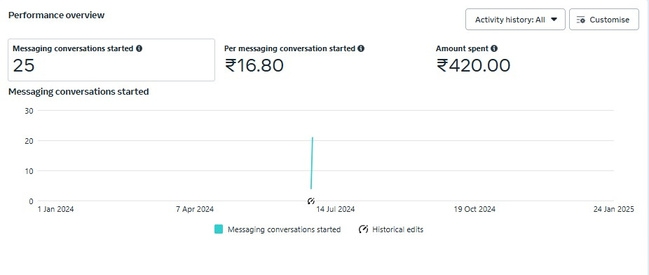 Performance overview
Activity history: All
Customise
Messaging conversations started
Per messaging conversation started
Amount spent
25
₹16.80
₹420.00
Messaging conversations started
30
20
10
0
1 Jan 2024
7 Apr 2024
14 Jul 2024
19 Oct 2024
24 Jan 2025
Messaging conversations started
Historical edits